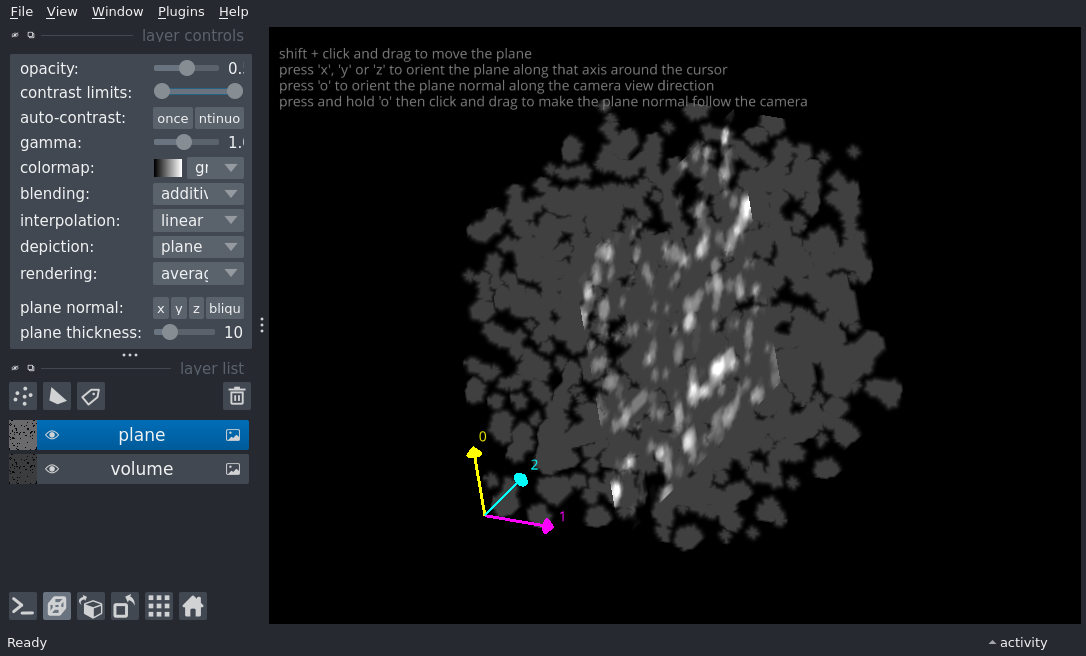 File View Window Plugins Help
layer controls
opacity: 0.
contrast limits:
auto-contrast: once ntinuo
gamma: 1.
colormap: gr
blending: additiv
interpolation: linear
depiction: plane
rendering: averag
plane normal: x y z bliqu
plane thickness: 10
layer list
plane
volume
Ready
shift + click and drag to move the plane
press 'x', 'y' or 'z' to orient the plane along that axis around the cursor
press 'o' to orient the plane normal along the camera view direction
press and hold 'o' then click and drag to make the plane normal follow the camera
0
2
1
activity